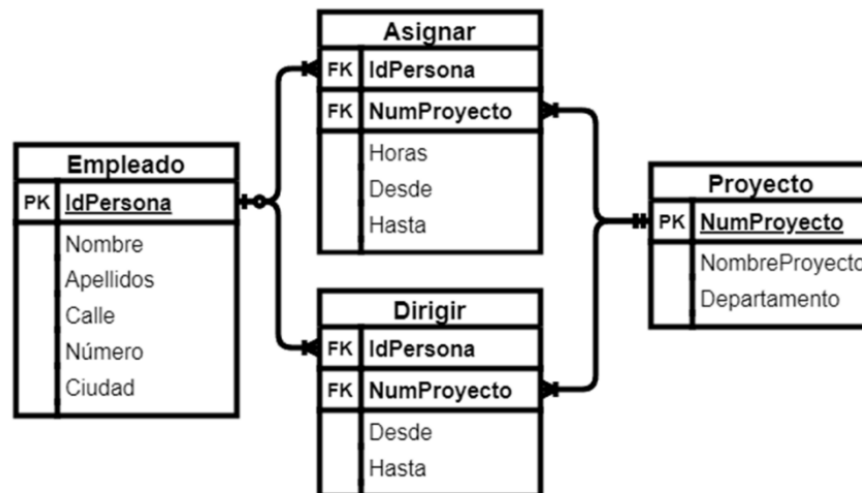 Asignar
FK IdPersona
FK NumProyecto
Horas
Desde
Hasta
Empleado
PK IdPersona
Nombre
Apellidos
Calle
Número
Ciudad
Proyecto
PK NumProyecto
NombreProyecto
Departamento
Dirigir
FK IdPersona
FK NumProyecto
Desde
Hasta